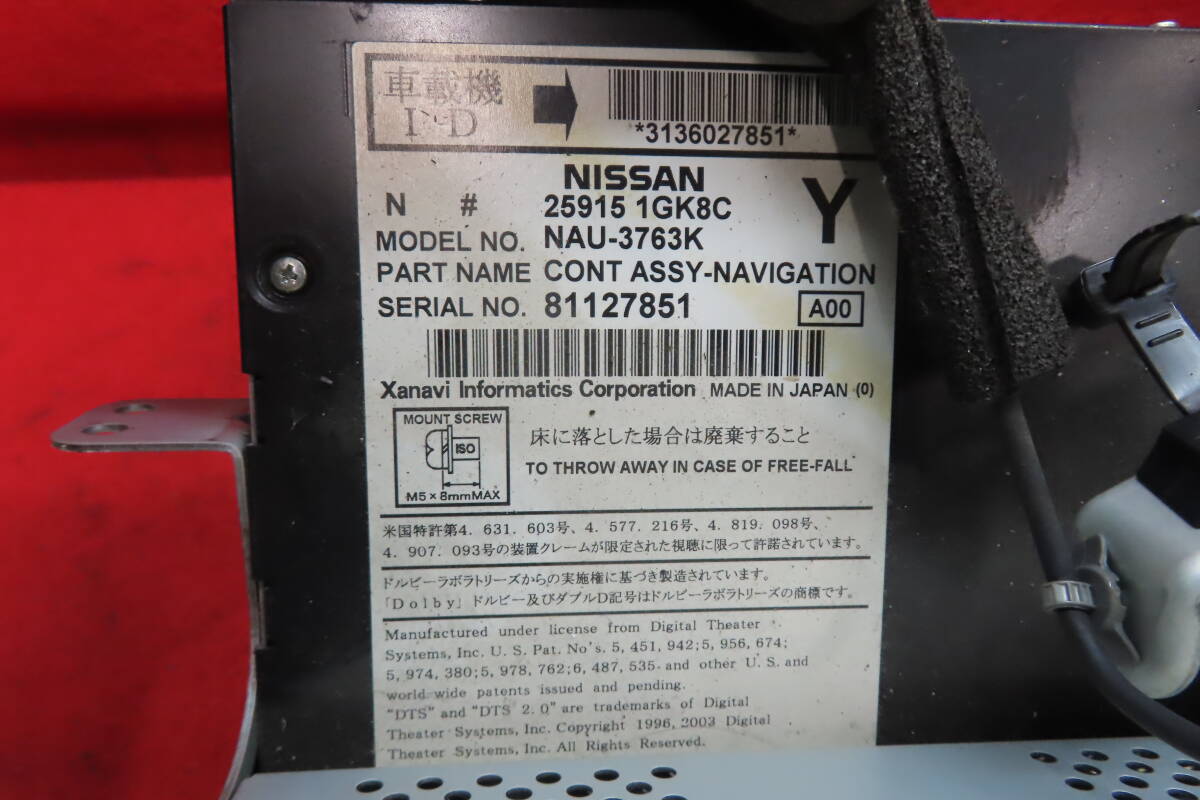 車載機
I D
*3136027851*
NISSAN
N # 25915 1GK8C
Y
MODEL NO. NAU-3763K
PART NAME CONT ASSY-NAVIGATION
SERIAL NO. 81127851 A00
Xanavi Informatics Corporation MADE IN JAPAN (0)
MOUNT SCREW
ISO
M5×8mmMAX
床に落とした場合は廃棄すること
TO THROW AWAY IN CASE OF FREE-FALL
米国特許第4. 631. 603号、4. 577. 216号、4. 819. 098号、
4. 907. 093号の装置クレームが限定された視聴に限って許諾されています。
ドルビーラボラトリーズからの実施権に基づき製造されています。
「Dolby」ドルビー及びダブルD記号はドルビーラボラトリーズの商標です。
Manufactured under license from Digital Theater
Systems, Inc. U. S. Pat. No's. 5, 451, 942;5, 956, 674;
5, 974, 380;5, 978, 762;6, 487, 535 and other U. S. and
world wide patents issued and pending.
"DTS" and "DTS 2. 0" are trademarks of Digital
Theater Systems, Inc. Copyright 1996, 2003 Digital
Theater Systems, Inc. All Rights Reserved.